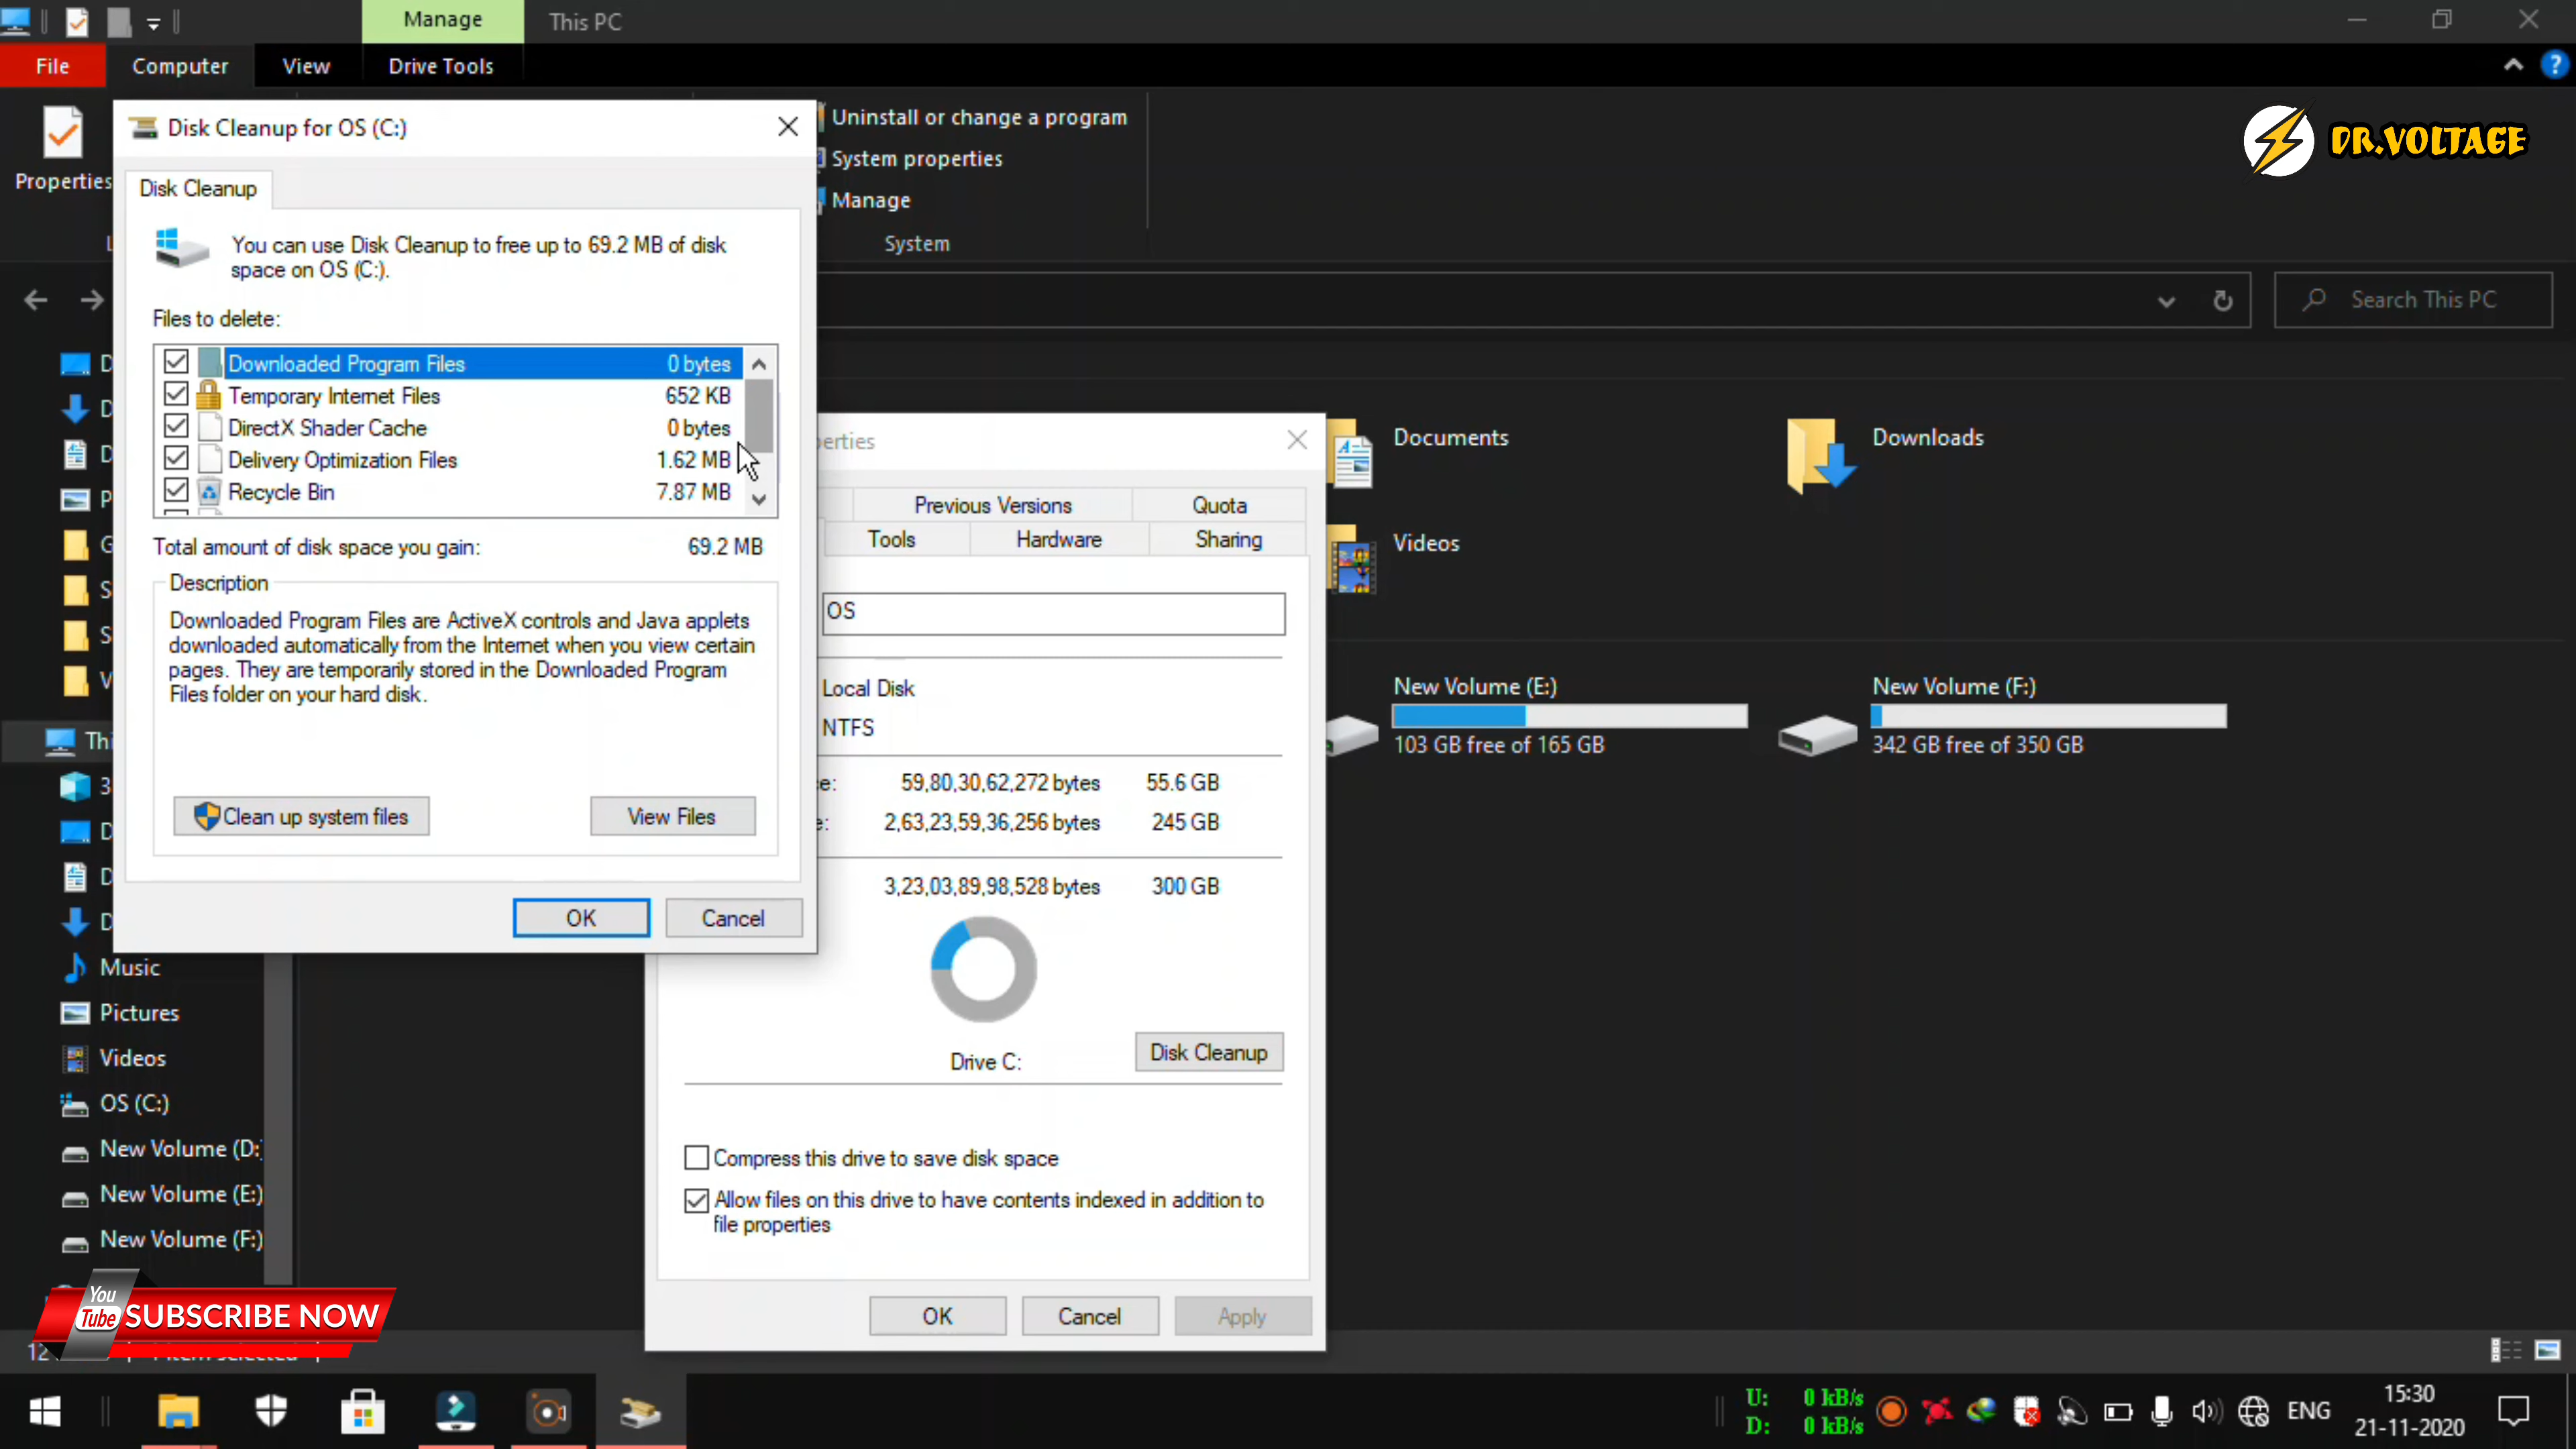 Manage
This PC
File
Computer
View
Drive Tools
Properties
Uninstall or change a program
System properties
Manage
System
Search This PC
DR.VOLTAGE
Disk Cleanup for OS (C:)
Disk Cleanup
You can use Disk Cleanup to free up to 69.2 MB of disk
space on OS (C:).
Files to delete:
Downloaded Program Files 0 bytes
Temporary Internet Files 652 KB
DirectX Shader Cache 0 bytes
Delivery Optimization Files 1.62 MB
Recycle Bin 7.87 MB
Total amount of disk space you gain: 69.2 MB
Description
Downloaded Program Files are ActiveX controls and Java applets
downloaded automatically from the Internet when you view certain
pages. They are temporarily stored in the Downloaded Program
Files folder on your hard disk.
Clean up system files
View Files
OK
Cancel
Previous Versions
Quota
Tools
Hardware
Sharing
OS
Local Disk
NTFS
59,80,30,62,272 bytes 55.6 GB
2,63,23,59,36,256 bytes 245 GB
3,23,03,89,98,528 bytes 300 GB
Drive C:
Disk Cleanup
Compress this drive to save disk space
Allow files on this drive to have contents indexed in addition to
file properties
OK
Cancel
Apply
Documents
Downloads
Videos
New Volume (E:)
103 GB free of 165 GB
New Volume (F:)
342 GB free of 350 GB
Music
Pictures
Videos
OS (C:)
New Volume (D:
New Volume (E:)
New Volume (F:)
You
Tube
SUBSCRIBE NOW
U: 0 kB/s
D: 0 kB/s
ENG
15:30
21-11-2020